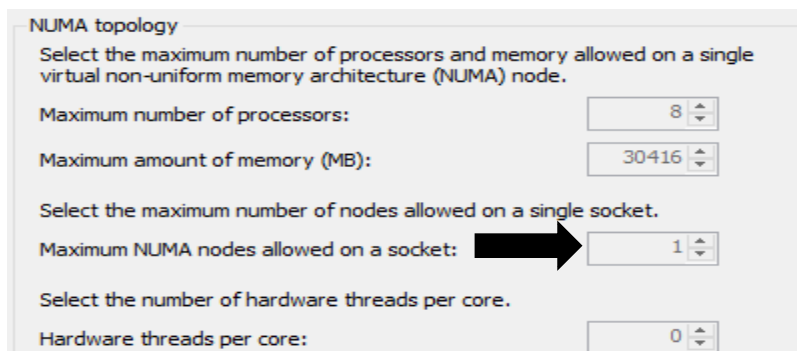 NUMA topology
Select the maximum number of processors and memory allowed on a single
virtual non-uniform memory architecture (NUMA) node.
Maximum number of processors: 8
Maximum amount of memory (MB): 30416
Select the maximum number of nodes allowed on a single socket.
Maximum NUMA nodes allowed on a socket: 1
Select the number of hardware threads per core.
Hardware threads per core: 0